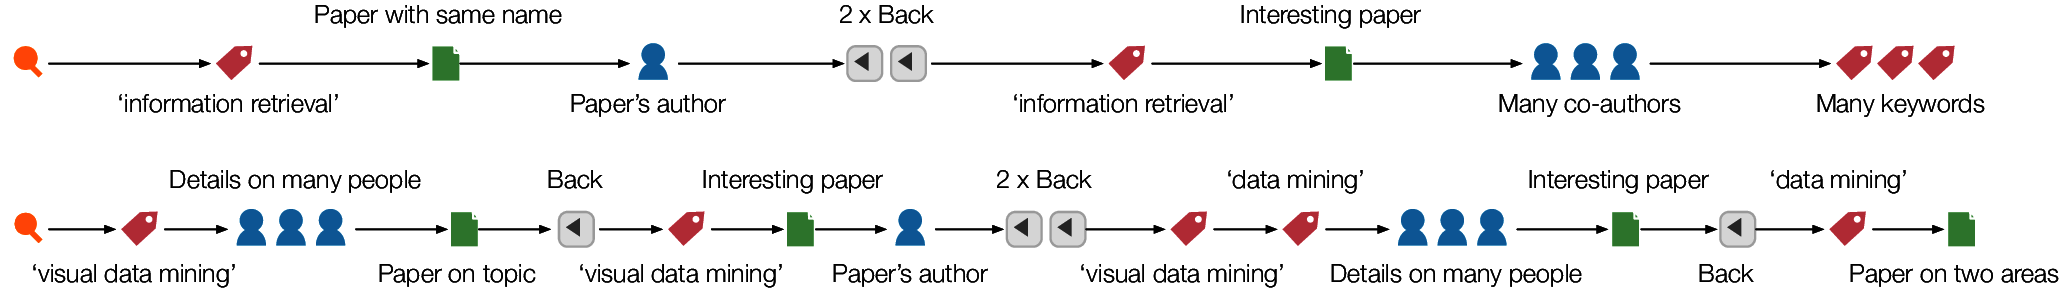 Paper with same name 2 x Back Interesting paper
‘information retrieval’ Paper’s author ‘information retrieval’ Many co-authors Many keywords
Details on many people Back Interesting paper 2 x Back ‘data mining’ Interesting paper ‘data mining’
‘visual data mining’ Paper on topic ‘visual data mining’ Paper’s author ‘visual data mining’ Details on many people Back Paper on two areas